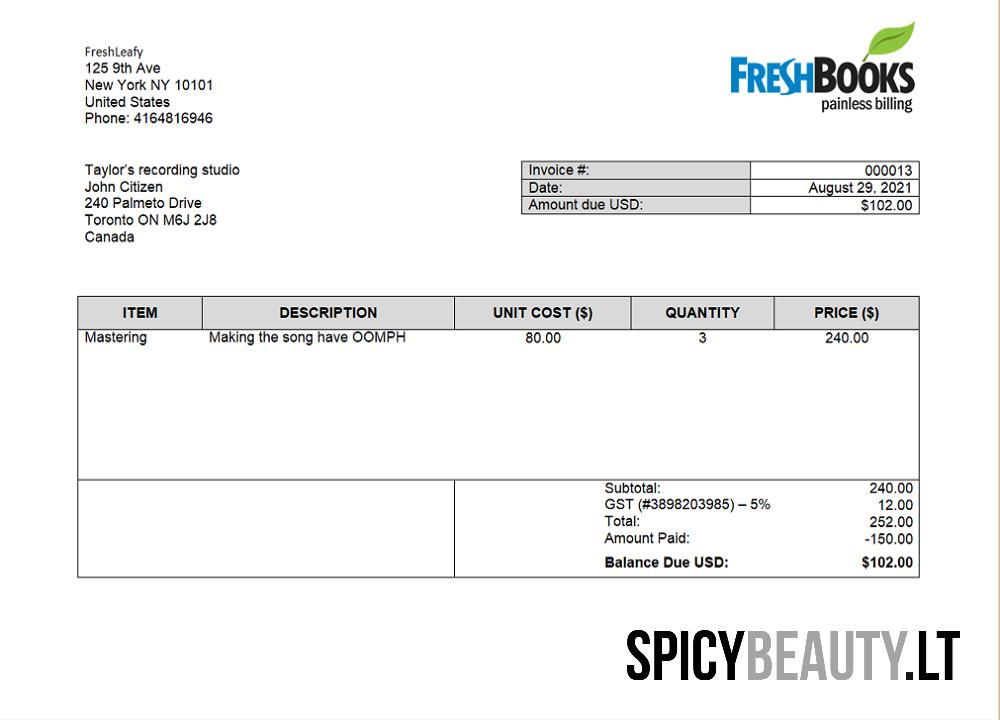 FreshLeafy
125 9th Ave
New York NY 10101
United States
Phone: 4164816946
FRESHBOOKS
painless billing
Taylor's recording studio
John Citizen
240 Palmeto Drive
Toronto ON M6J 2J8
Canada
Invoice #: 000013
Date: August 29, 2021
Amount due USD: $102.00
ITEM DESCRIPTION UNIT COST ($) QUANTITY PRICE ($)
Mastering Making the song have OOMPH 80.00 3 240.00
Subtotal: 240.00
GST (#3898203985) – 5% 12.00
Total: 252.00
Amount Paid: -150.00
Balance Due USD: $102.00
SPICYBEAUTY.LT